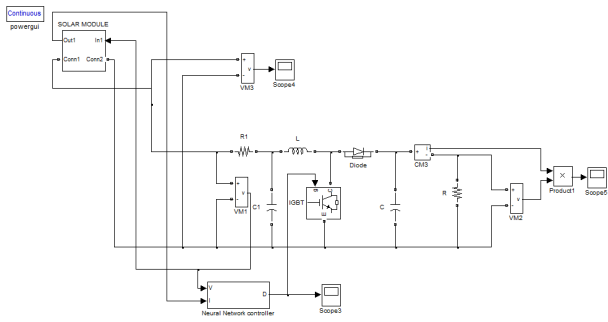 Continuous
powergui
SOLAR MODULE
Out1
In1
Conn1
Conn2
+
-
v
VM3
Scope4
R1
L
Diode
+
i
-
CM3
+
-
v
VM1
C1
IGBT
g
C
E
C
R
+
-
v
VM2
×
Product1
Scope5
V
I
D
Neural Network controller
Scope3